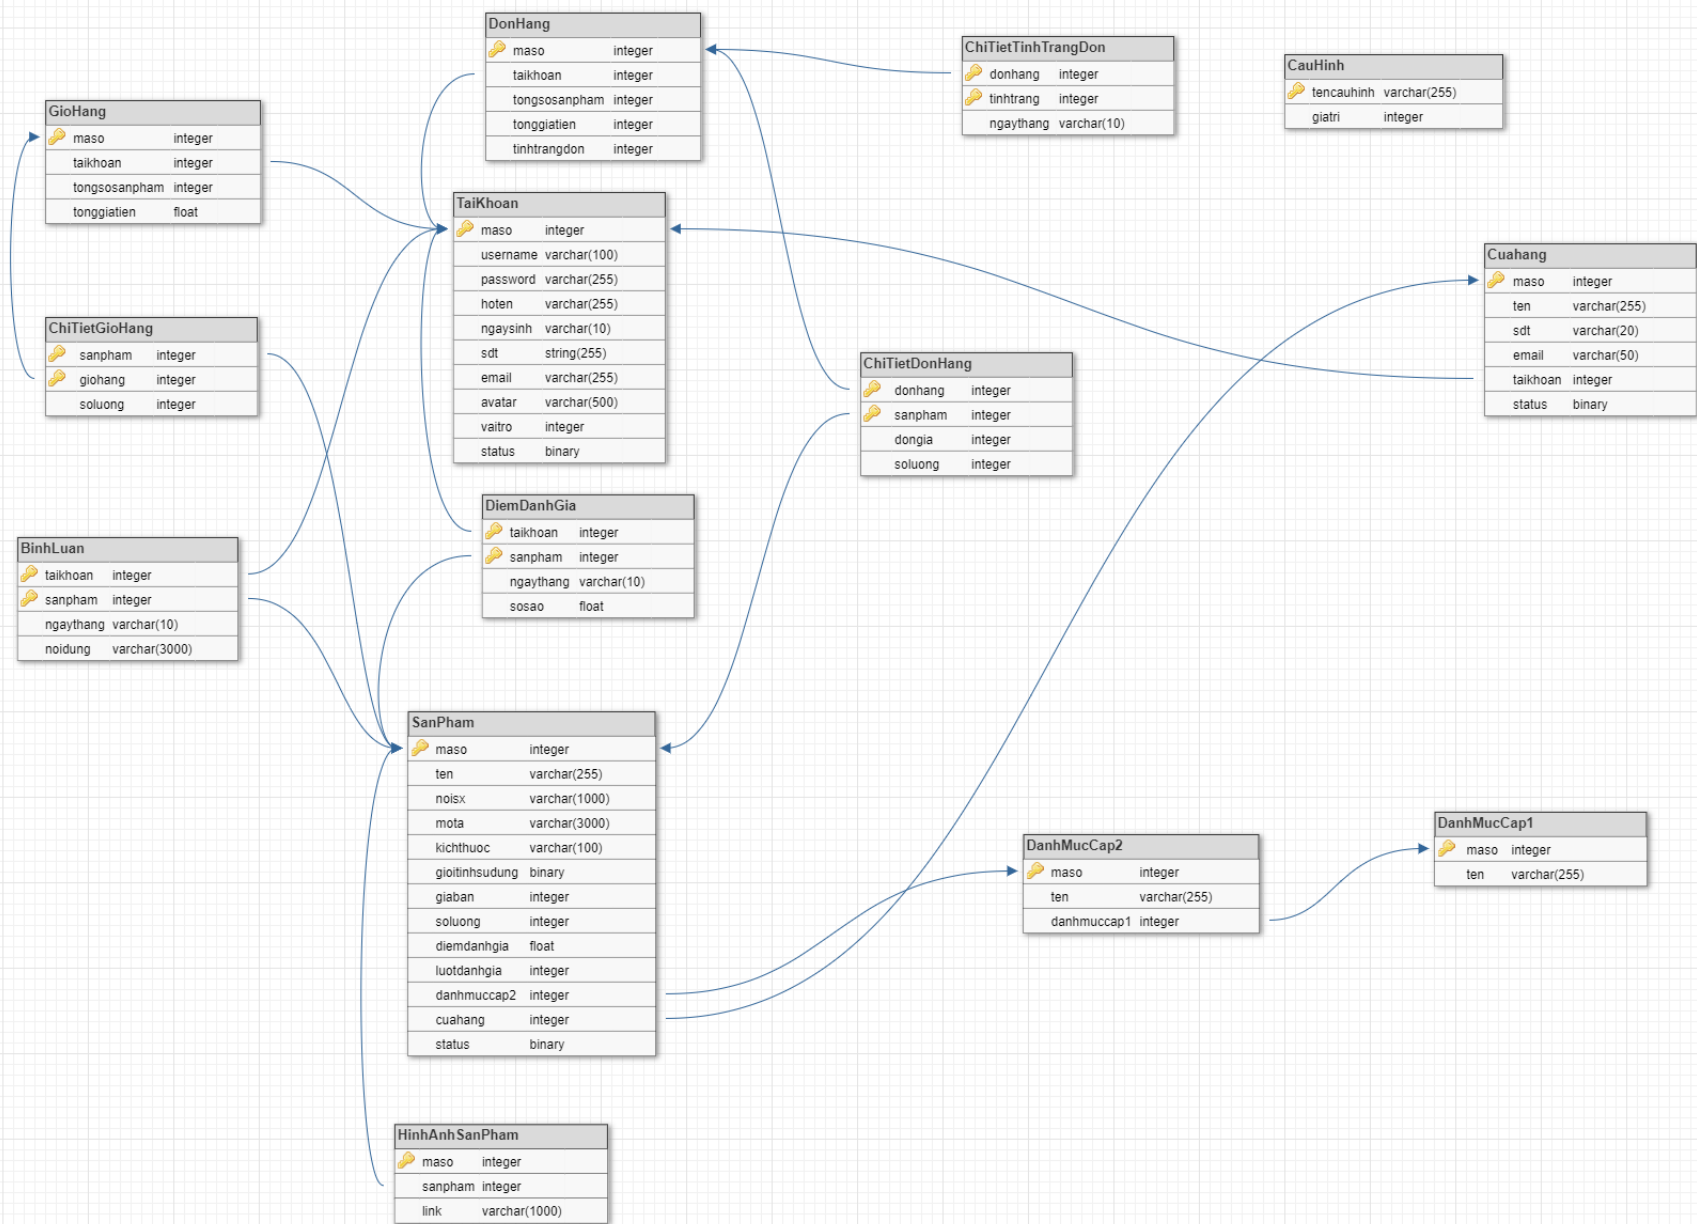 DonHang
maso integer
taikhoan integer
tongsosanpham integer
tonggiatien integer
tinhtrangdon integer
ChiTietTinhTrangDon
donhang integer
tinhtrang integer
ngaythang varchar(10)
CauHinh
tencauhinh varchar(255)
giatri integer
GioHang
maso integer
taikhoan integer
tongsosanpham integer
tonggiatien float
TaiKhoan
maso integer
username varchar(100)
password varchar(255)
hoten varchar(255)
ngaysinh varchar(10)
sdt string(255)
email varchar(255)
avatar varchar(500)
vaitro integer
status binary
Cuahang
maso integer
ten varchar(255)
sdt varchar(20)
email varchar(50)
taikhoan integer
status binary
ChiTietGioHang
sanpham integer
giohang integer
soluong integer
ChiTietDonHang
donhang integer
sanpham integer
dongia integer
soluong integer
DiemDanhGia
taikhoan integer
sanpham integer
ngaythang varchar(10)
sosao float
BinhLuan
taikhoan integer
sanpham integer
ngaythang varchar(10)
noidung varchar(3000)
SanPham
maso integer
ten varchar(255)
noisx varchar(1000)
mota varchar(3000)
kichthuoc varchar(100)
gioitinhsudung binary
giaban integer
soluong integer
diemdanhgia float
luotdanhgia integer
danhmuccap2 integer
cuahang integer
status binary
DanhMucCap2
maso integer
ten varchar(255)
danhmuccap1 integer
DanhMucCap1
maso integer
ten varchar(255)
HinhAnhSanPham
maso integer
sanpham integer
link varchar(1000)